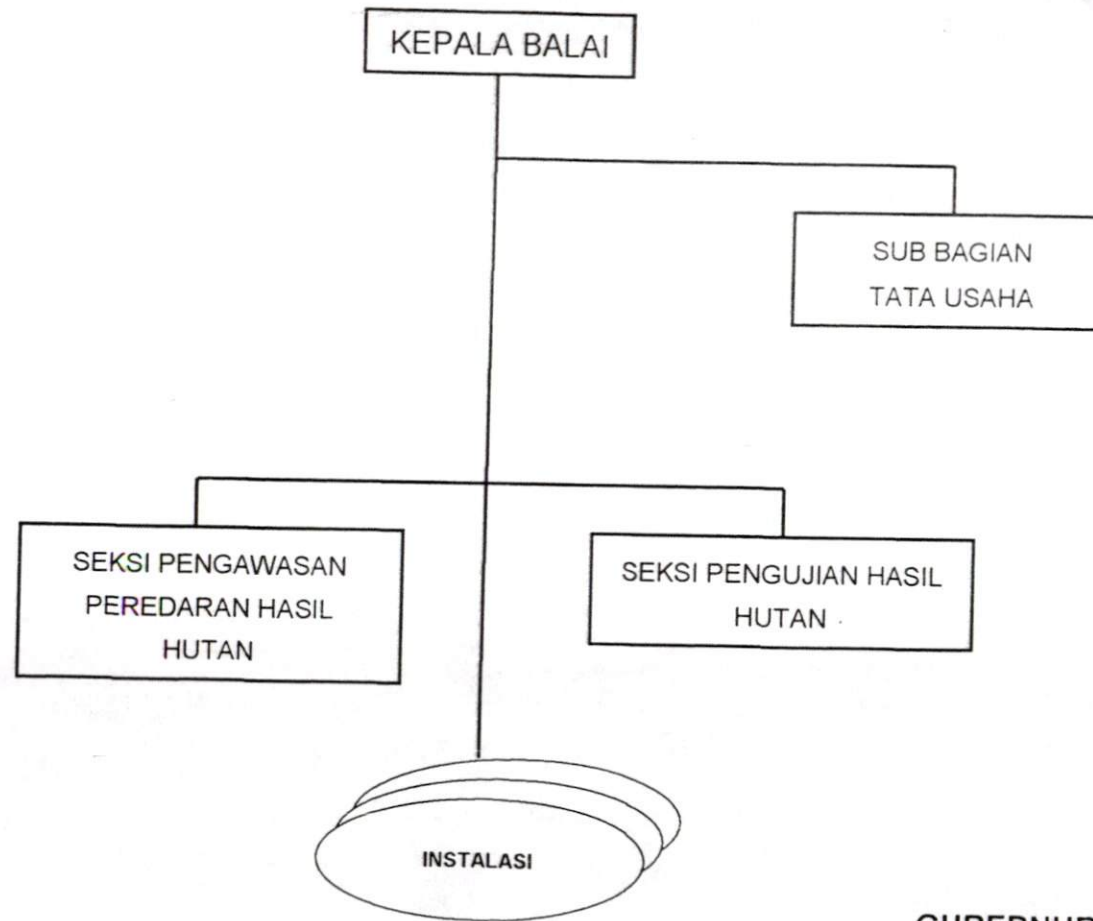 KEPALA BALAI
SUB BAGIAN
TATA USAHA
SEKSI PENGAWASAN
PEREDARAN HASIL
HUTAN
SEKSI PENGUJIAN HASIL
HUTAN
INSTALASI